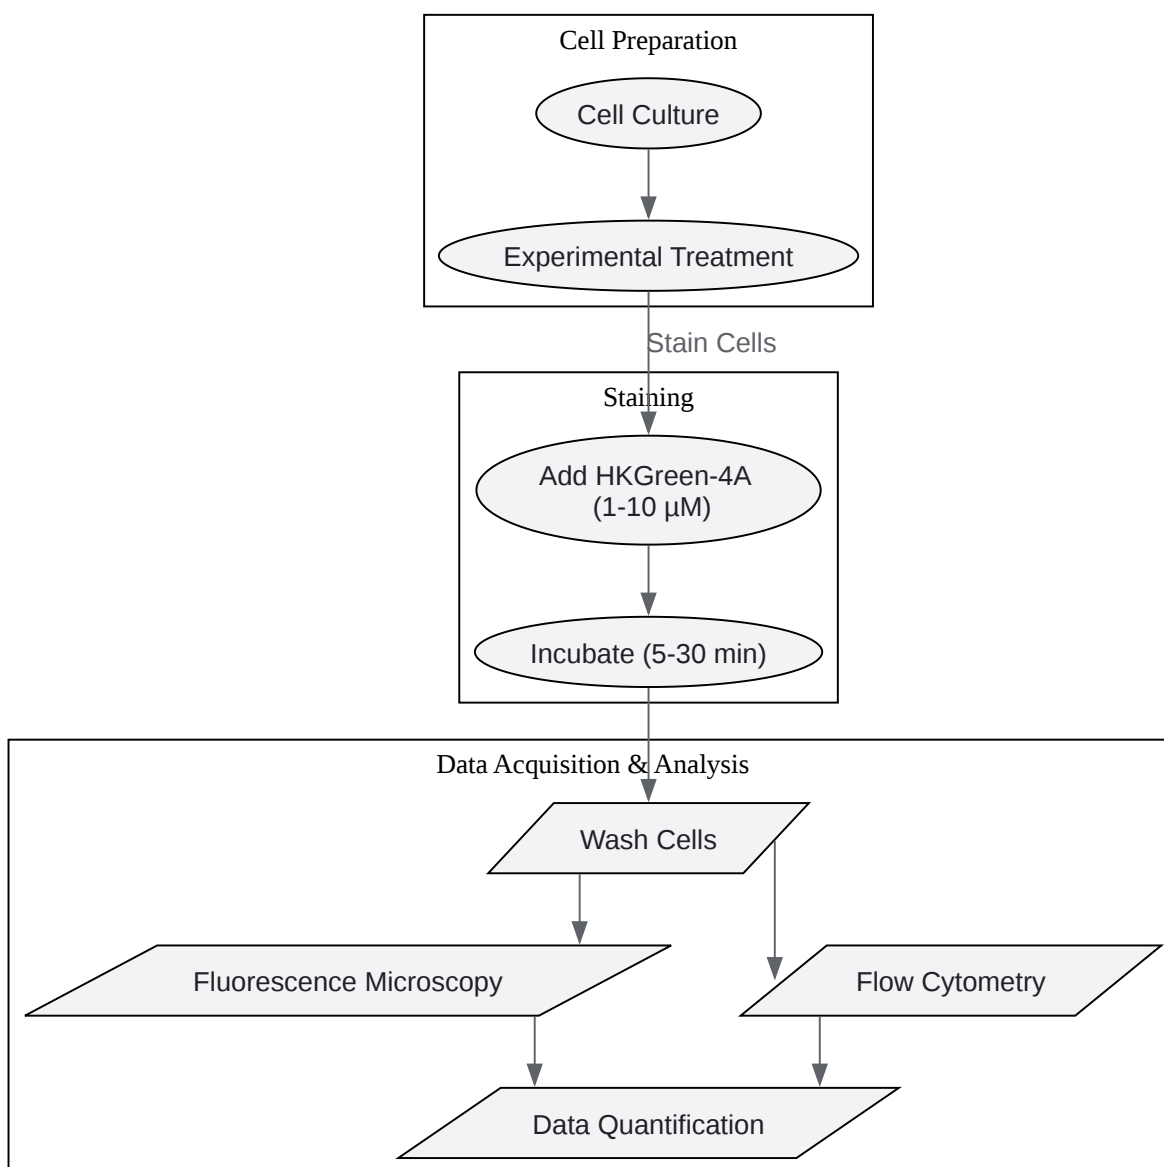 Cell Preparation
Cell Culture
Experimental Treatment
Stain Cells
Staining
Add HKGreen-4A
(1-10 µM)
Incubate (5-30 min)
Data Acquisition & Analysis
Wash Cells
Fluorescence Microscopy
Flow Cytometry
Data Quantification